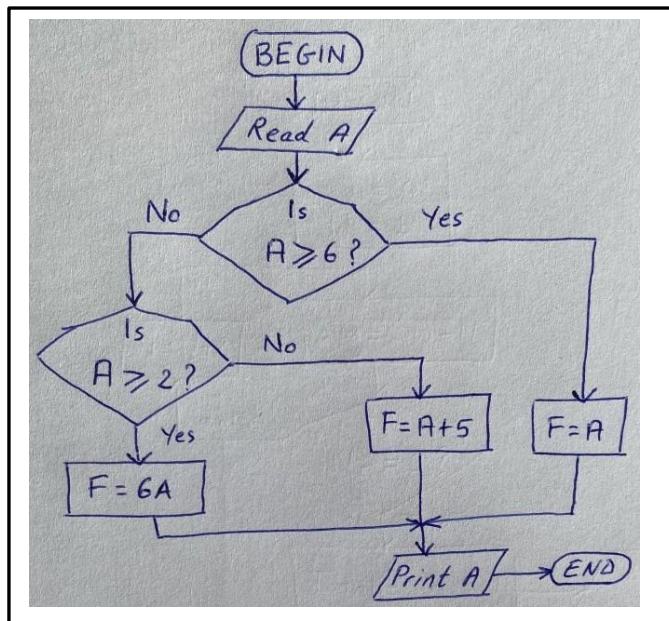 BEGIN
Read A
Is
A ≥ 6 ?
No
Yes
Is
A ≥ 2 ?
No
Yes
F = A + 5
F = A
F = 6A
Print A
END